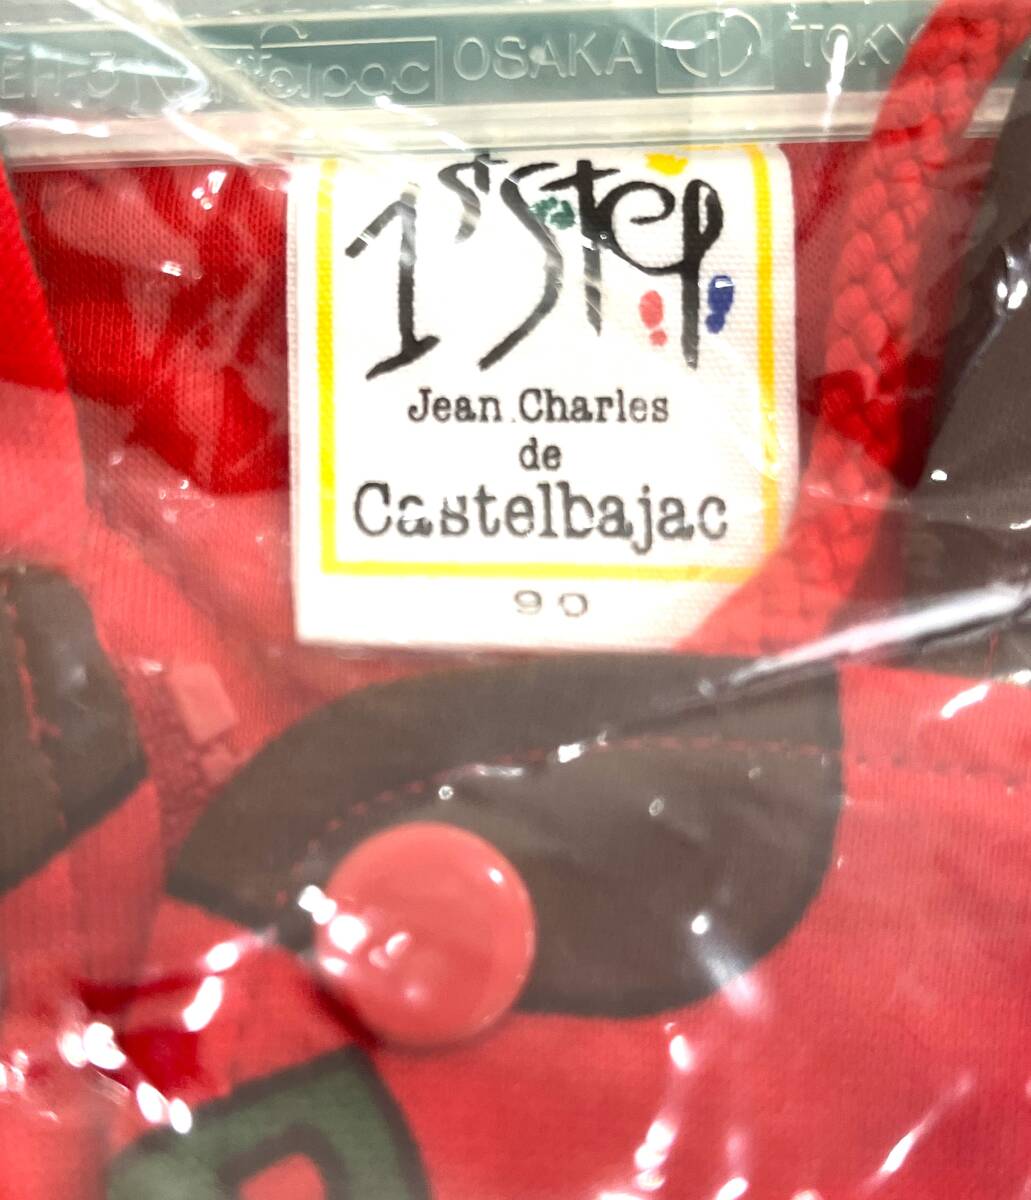 OSAKA TOKY
1st Step
Jean Charles
de
Castelbajac
90